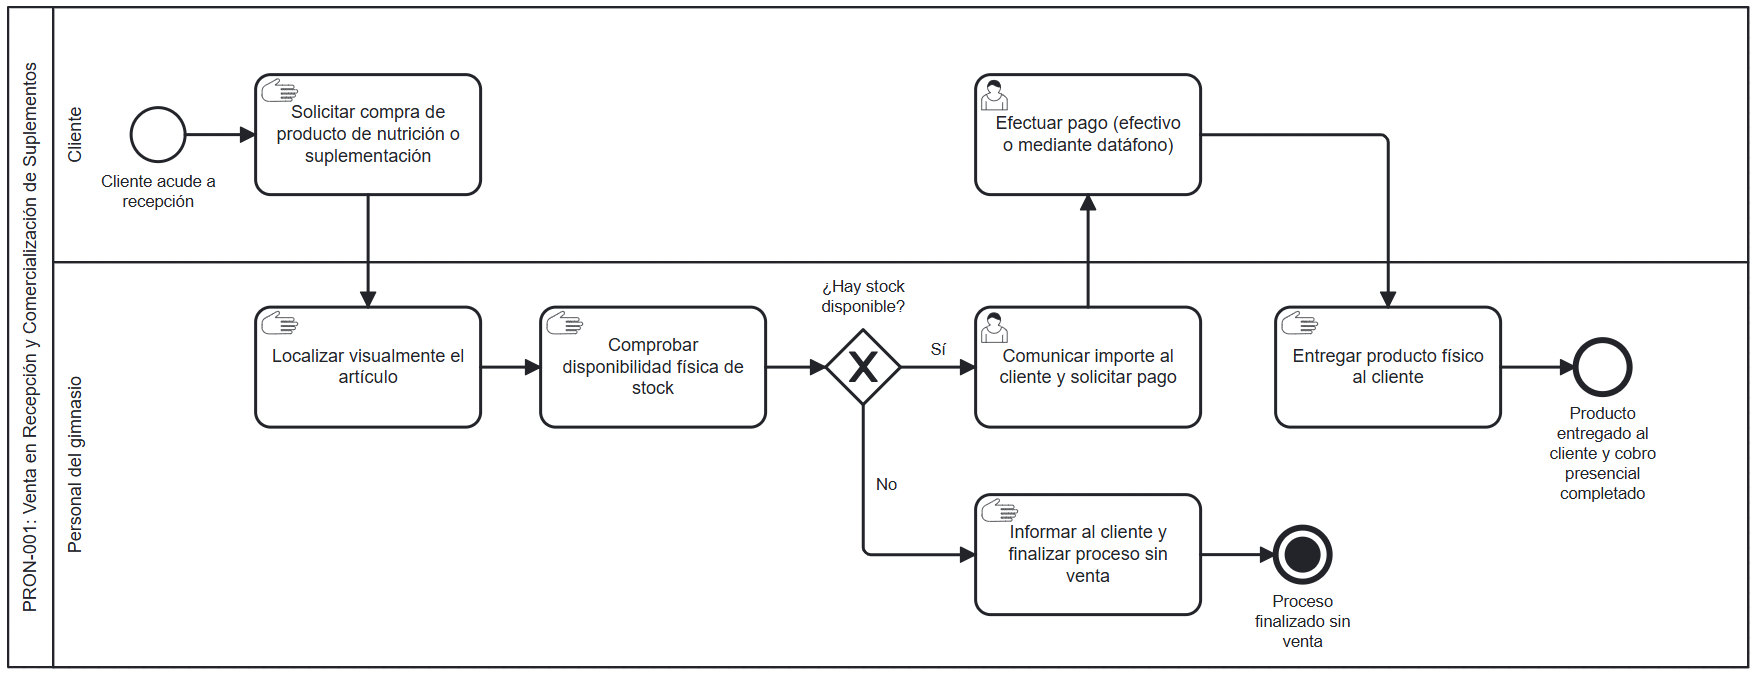 PRON-001: Venta en Recepción y Comercialización de Suplementos
Cliente
Cliente acude a
recepción
Solicitar compra de
producto de nutrición o
suplementación
Efectuar pago (efectivo
o mediante datáfono)
Personal del gimnasio
Localizar visualmente el
artículo
Comprobar
disponibilidad física de
stock
¿Hay stock
disponible?
Sí
Comunicar importe al
cliente y solicitar pago
Entregar producto físico
al cliente
Producto
entregado al
cliente y cobro
presencial
completado
No
Informar al cliente y
finalizar proceso sin
venta
Proceso
finalizado sin
venta